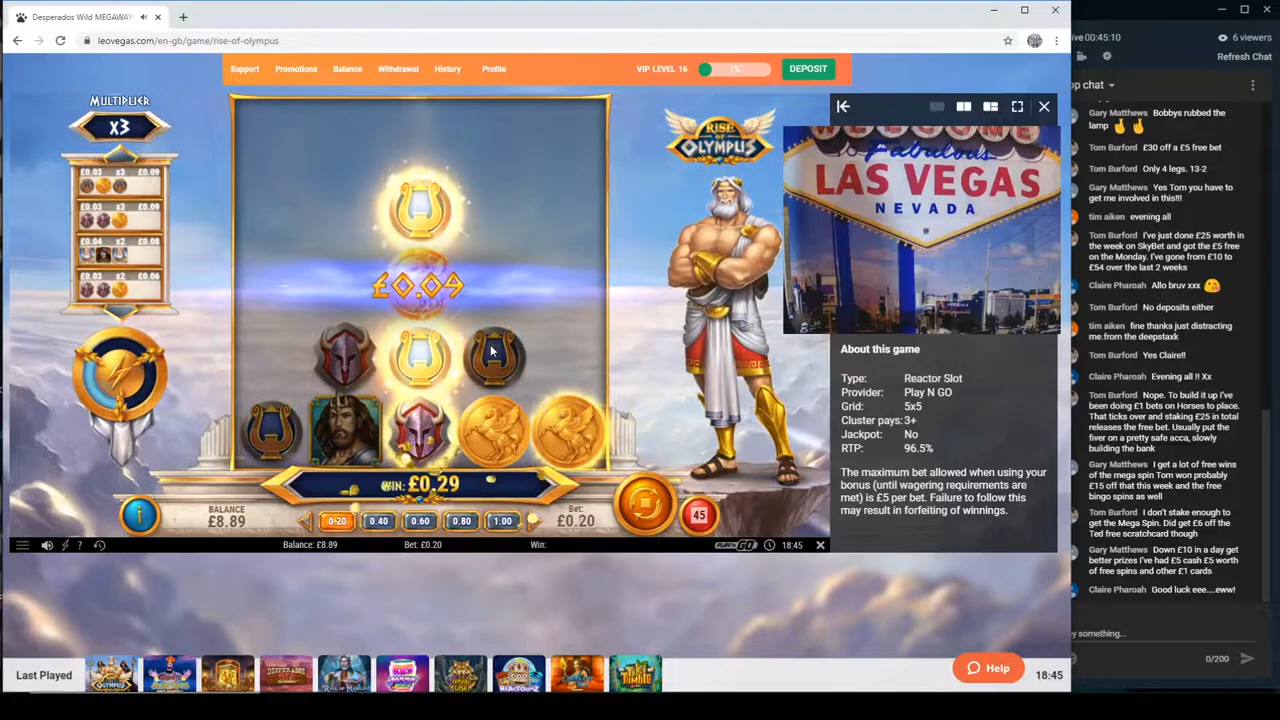 Desperados Wild MEGAWAY
leovegas.com/en-gb/game/rise-of-olympus
Support
Promotions
Balance
Withdrawal
History
Profile
VIP LEVEL 16
1%
DEPOSIT
MULTIPLIER
x3
£0.03 x3 £0.09
£0.03 x3 £0.09
£0.04 x2 £0.08
£0.03 x2 £0.06
£0.09
WIN: £0.29
BALANCE
£8.89
0.20
0.40
0.60
0.80
1.00
BET:
£0.20
45
Balance: £8.89
Bet: £0.20
Win:
PLAY'N GO
18:45
RISE
OF
OLYMPUS
WELCOME
Fabulous
LAS VEGAS
NEVADA
About this game
Type: Reactor Slot
Provider: Play N GO
Grid: 5x5
Cluster pays: 3+
Jackpot: No
RTP: 96.5%
The maximum bet allowed when using your
bonus (until wagering requirements are
met) is £5 per bet. Failure to follow this
may result in forfeiting of winnings.
Last Played
Help
18:45
ive 00:45:10
6 viewers
Refresh Chat
op chat
Gary Matthews Bobbys rubbed the
lamp 🤞 🤞
Tom Burford £30 off a £5 free bet
Tom Burford Only 4 legs. 13-2
Gary Matthews Yes Tom you have to
get me involved in this!!!
tim aiken evening all
Tom Burford I've just done £25 worth in
the week on SkyBet and got the £5 free
on the Monday. I've gone from £10 to
£54 over the last 2 weeks
Claire Pharoah Allo bruv xxx 😘
Tom Burford No deposits either
tim aiken fine thanks just distracting
me.from the deepstaxk
Tom Burford Yes Claire!!
Claire Pharoah Evening all !! Xx
Tom Burford Nope. To build it up I've
been doing £1 bets on Horses to place.
That ticks over and staking £25 in total
releases the free bet. Usually put the
fiver on a pretty safe acca, slowly
building the bank
Gary Matthews I get a lot of free wins
of the mega spin Tom won probably
£15 off that this week and the free
bingo spins as well
Tom Burford I don't stake enough to
get the Mega Spin. Did get £6 off the
Ted free scratchcard though
Gary Matthews Down £10 in a day get
better prizes I've had £5 cash £5 worth
of free spins and other £1 cards
Claire Pharoah Good luck eee....eww!
ay something...
0/200